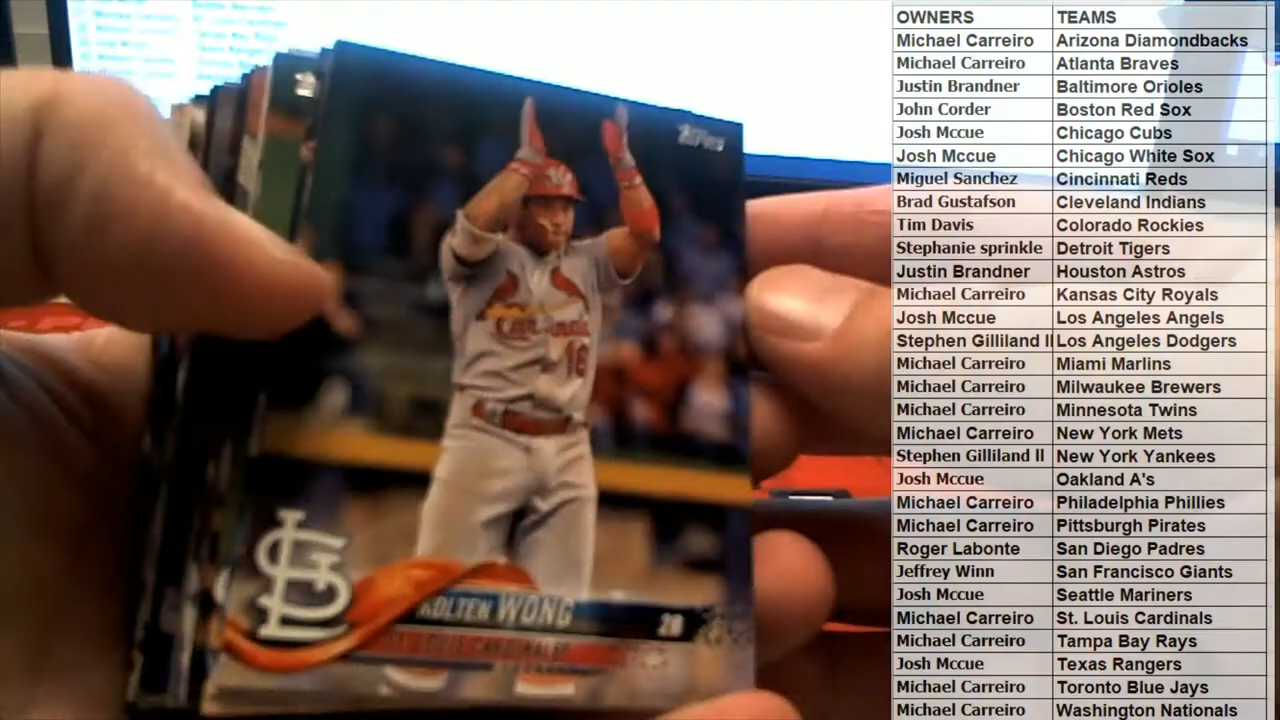 Topps
Cardinals
16
STL
KOLTEN WONG
28
ST. LOUIS CARDINALS
OWNERS TEAMS
Michael Carreiro Arizona Diamondbacks
Michael Carreiro Atlanta Braves
Justin Brandner Baltimore Orioles
John Corder Boston Red Sox
Josh Mccue Chicago Cubs
Josh Mccue Chicago White Sox
Miguel Sanchez Cincinnati Reds
Brad Gustafson Cleveland Indians
Tim Davis Colorado Rockies
Stephanie sprinkle Detroit Tigers
Justin Brandner Houston Astros
Michael Carreiro Kansas City Royals
Josh Mccue Los Angeles Angels
Stephen Gilliland II Los Angeles Dodgers
Michael Carreiro Miami Marlins
Michael Carreiro Milwaukee Brewers
Michael Carreiro Minnesota Twins
Michael Carreiro New York Mets
Stephen Gilliland II New York Yankees
Josh Mccue Oakland A's
Michael Carreiro Philadelphia Phillies
Michael Carreiro Pittsburgh Pirates
Roger Labonte San Diego Padres
Jeffrey Winn San Francisco Giants
Josh Mccue Seattle Mariners
Michael Carreiro St. Louis Cardinals
Michael Carreiro Tampa Bay Rays
Josh Mccue Texas Rangers
Michael Carreiro Toronto Blue Jays
Michael Carreiro Washington Nationals